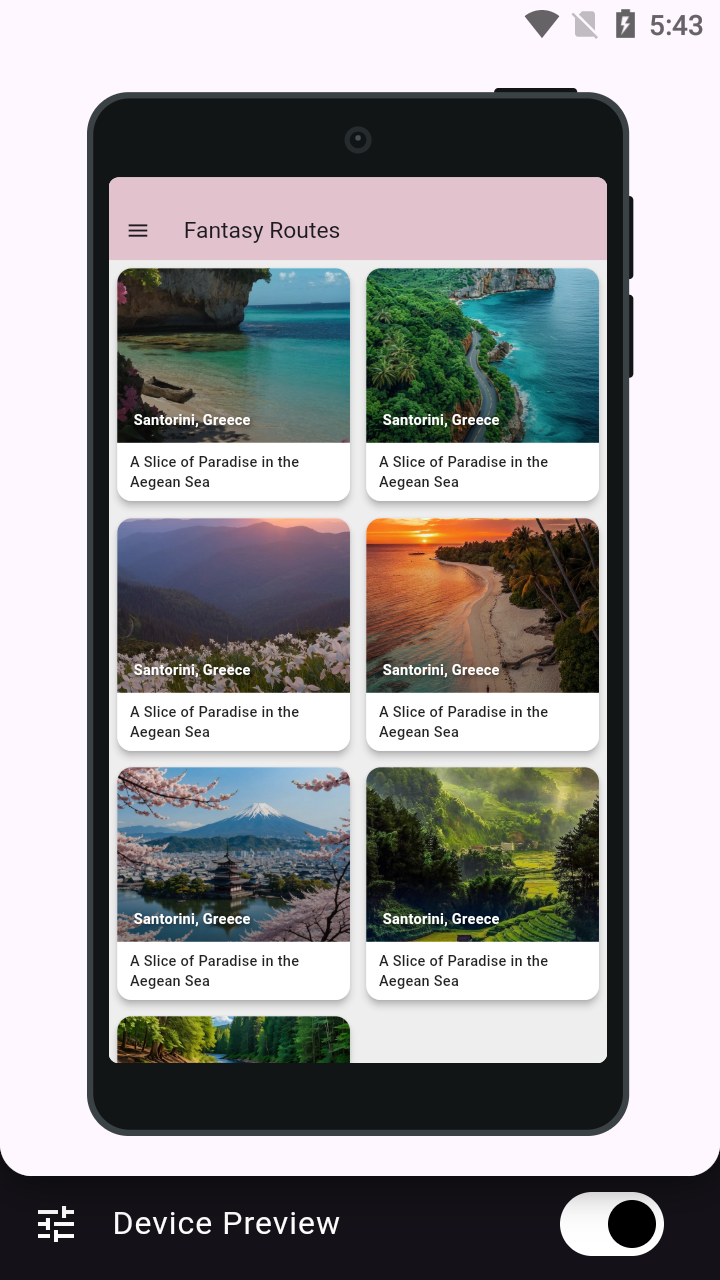 5:43
Fantasy Routes
Santorini, Greece
A Slice of Paradise in the
Aegean Sea
Santorini, Greece
A Slice of Paradise in the
Aegean Sea
Santorini, Greece
A Slice of Paradise in the
Aegean Sea
Santorini, Greece
A Slice of Paradise in the
Aegean Sea
Santorini, Greece
A Slice of Paradise in the
Aegean Sea
Santorini, Greece
A Slice of Paradise in the
Aegean Sea
Device Preview